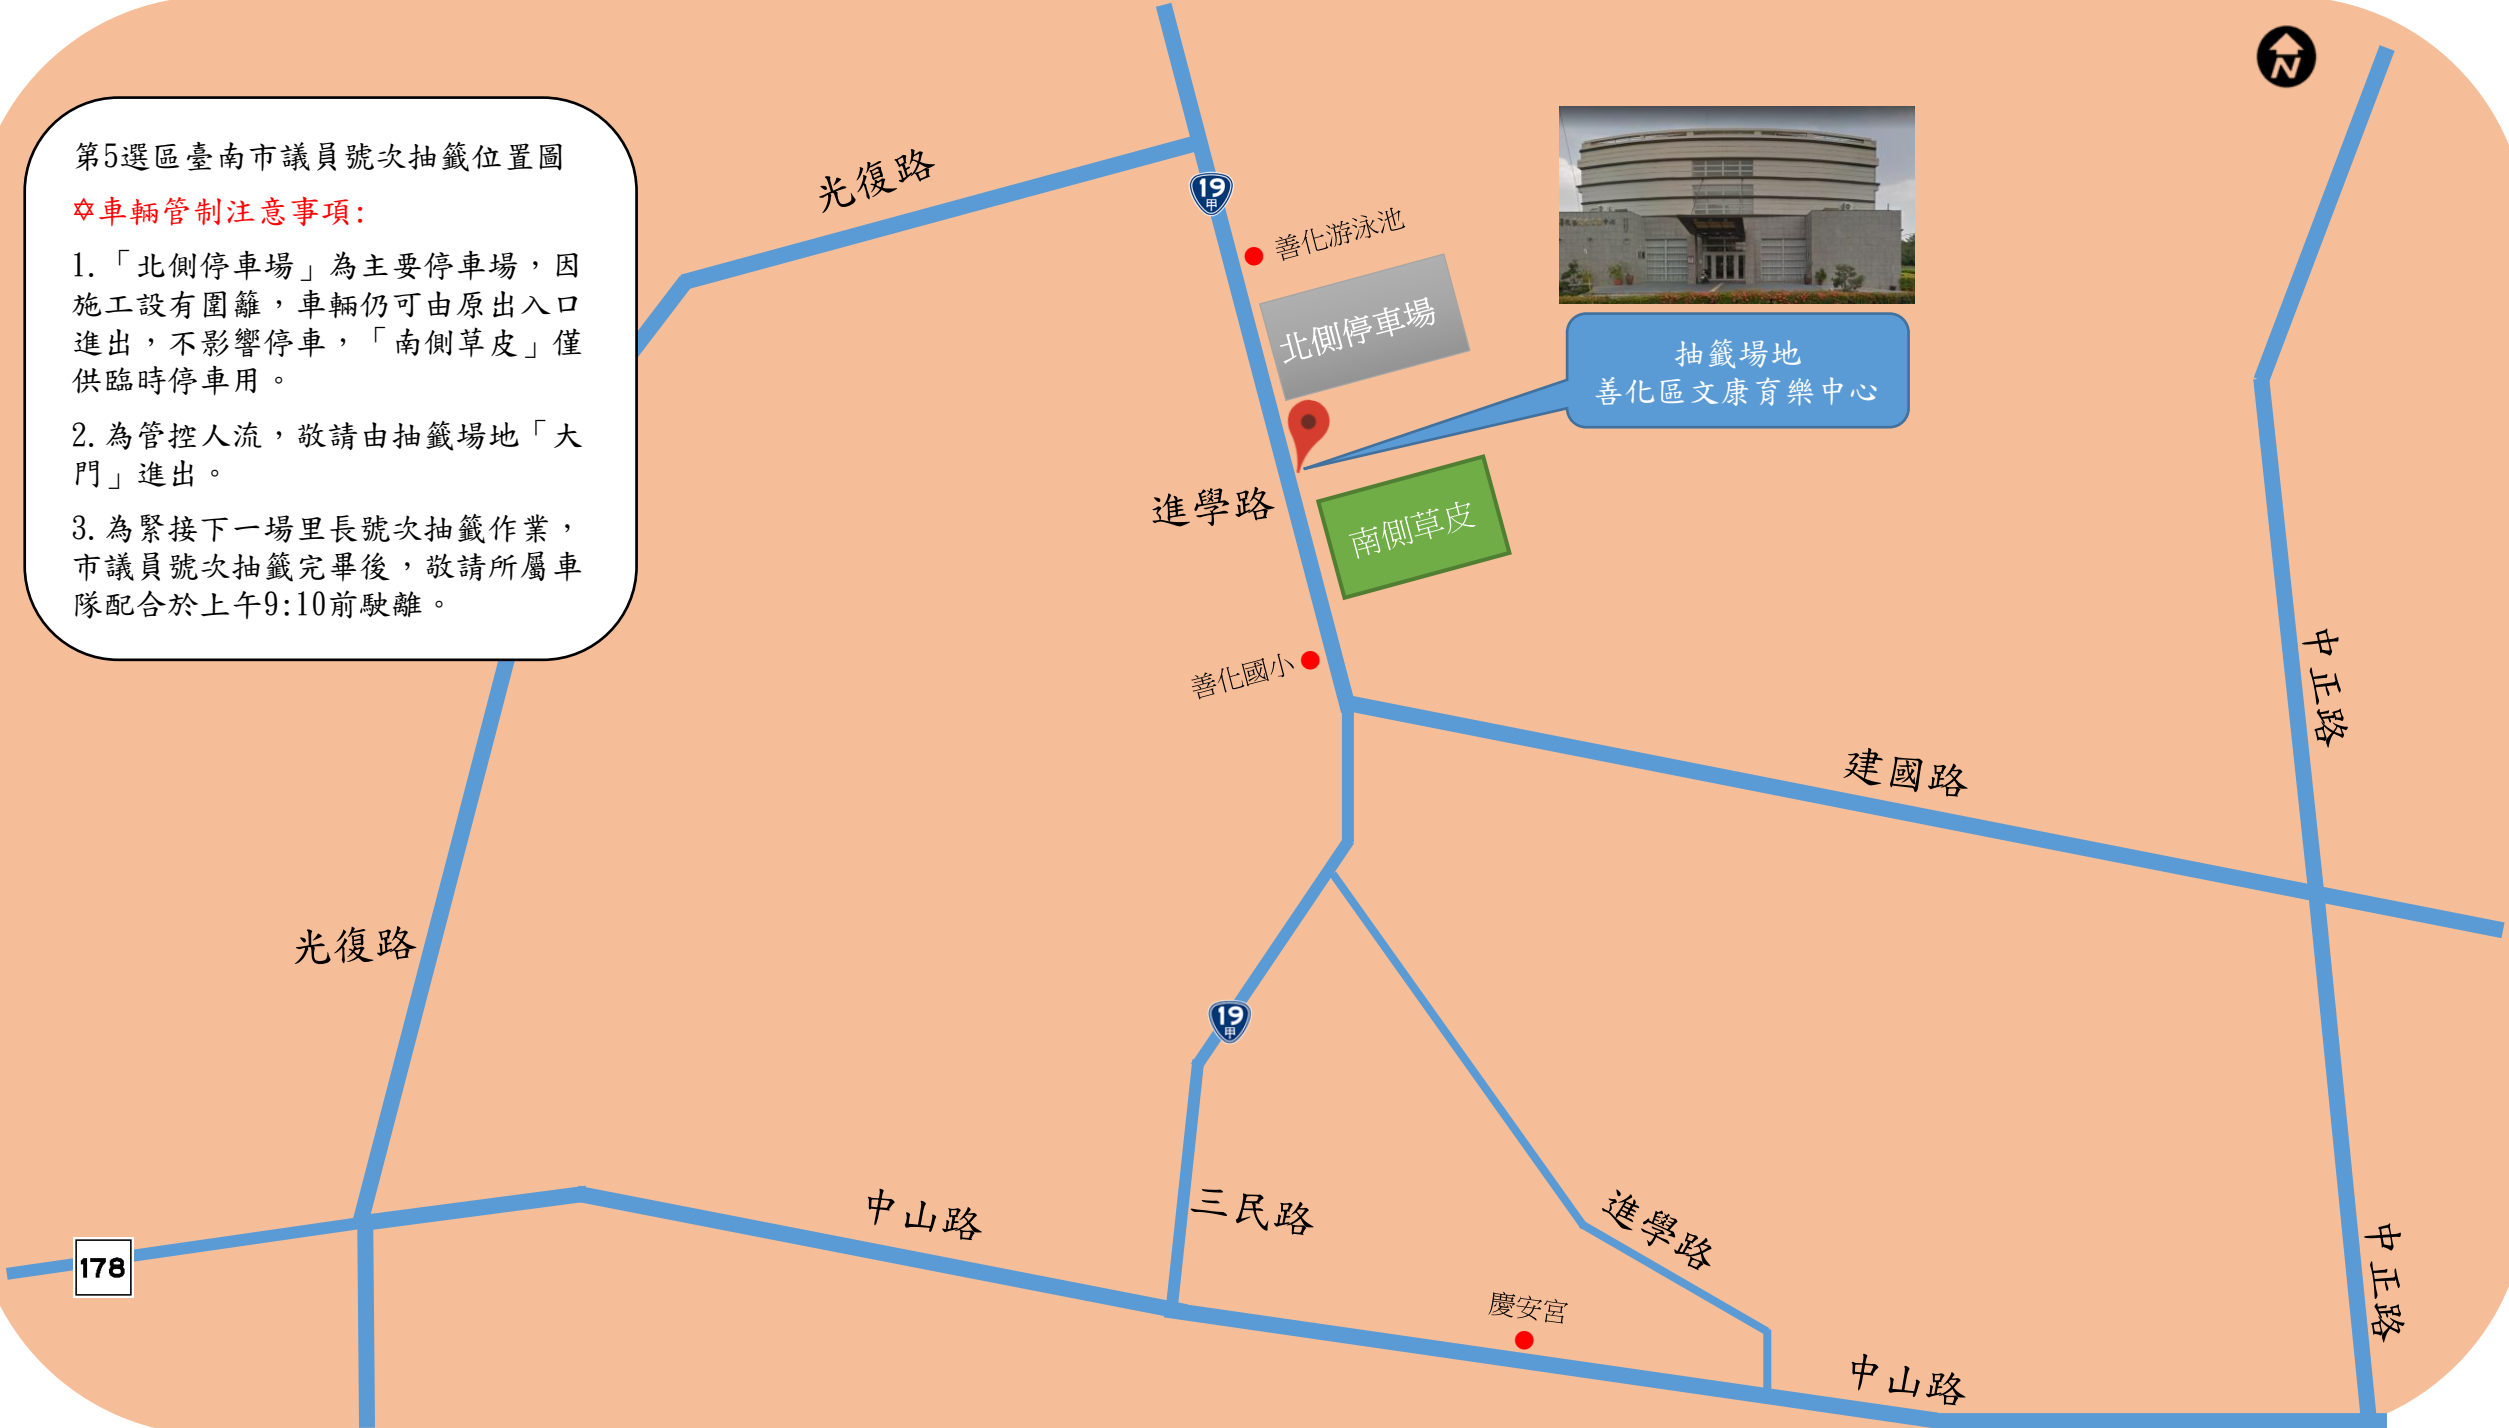 第5選區臺南市議員號次抽籤位置圖
✡車輛管制注意事項:
1.「北側停車場」為主要停車場，因
施工設有圍籬，車輛仍可由原出入口
進出，不影響停車，「南側草皮」僅
供臨時停車用。
2.為管控人流，敬請由抽籤場地「大
門」進出。
3.為緊接下一場里長號次抽籤作業，
市議員號次抽籤完畢後，敬請所屬車
隊配合於上午9:10前駛離。
N
光復路
19
甲
善化游泳池
北側停車場
抽籤場地
善化區文康育樂中心
進學路
南側草皮
善化國小
中正路
建國路
光復路
19
甲
中山路
三民路
進學路
178
慶安宮
中山路
中正路